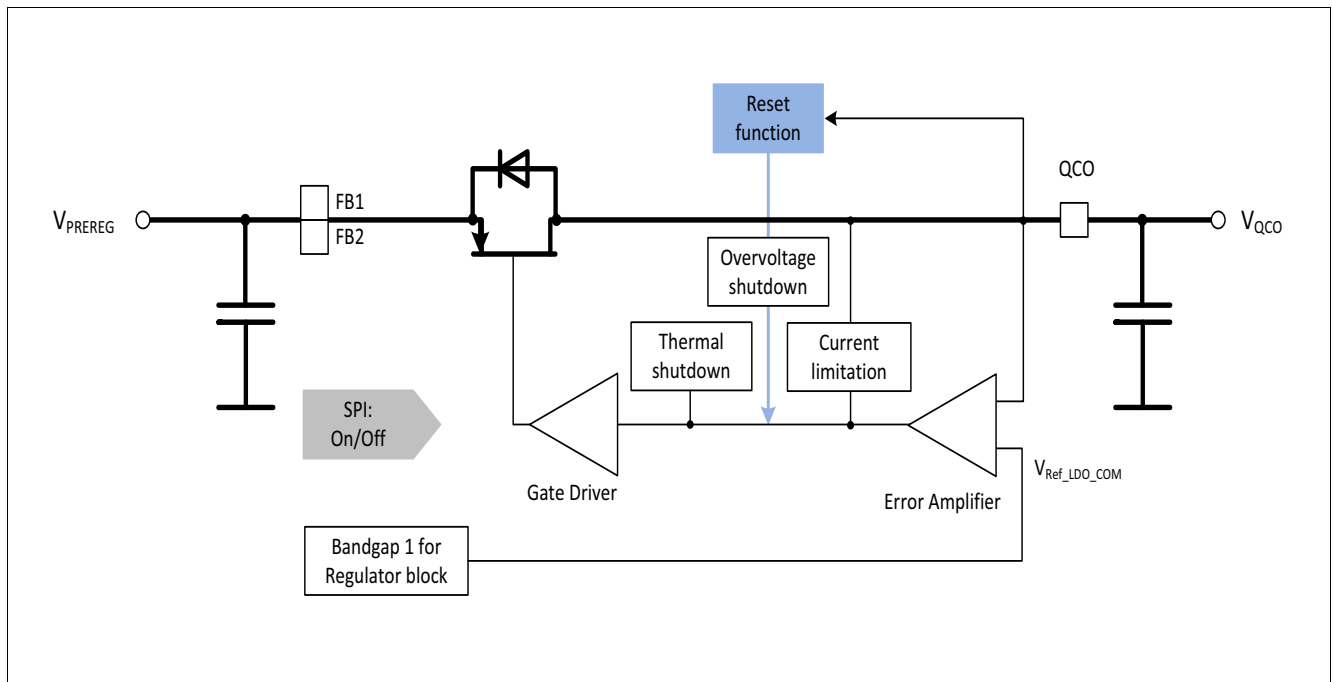 Reset
function
QCO
FB1
V_PREREG
V_QCO
FB2
Overvoltage
shutdown
Thermal
shutdown
Current
limitation
SPI:
On/Off
V_Ref_LDO_COM
Gate Driver
Error Amplifier
Bandgap 1 for
Regulator block